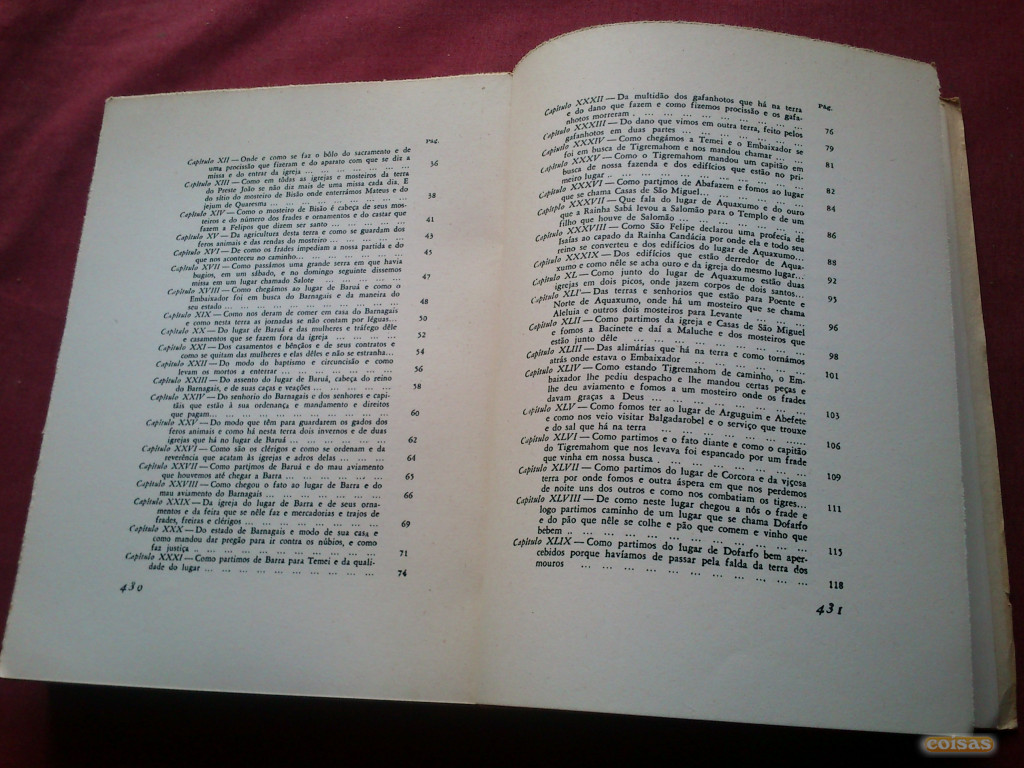 Pág.
Capítulo XII — Onde e como se faz o bôlo do sacramento e de
uma procissão que fizeram e do aparato com que se diz a
missa e entar da igreja ... 36
Capítulo XIII — Como em tôdas as igrejas e mosteiros da terra
do Preste João se não diz mais de uma missa cada dia. E
do sítio do mosteiro de Bisão onde enterrámos Mateus e do
jejum de Quaresma ... 38
Capítulo XIV — Como o mosteiro de Bisão é cabeça de seus mos-
teiros e do número dos frades e ornamentos e do castar que
fazem a Felipos que dizem ser santo ... 41
Capítulo XV — Da agricultura desta terra e como se guardam dos
feros animais e das rendas do mosteiro ... 43
Capítulo XVI — De como os frades impediam a nossa partida e do
que nos aconteceu no caminho... 45
Capítulo XVII — Como passámos uma grande serra em que havia
bugios, em um sábado, e no domingo seguinte dissemos
missa em um lugar chamado Salote ... 47
Capítulo XVIII — Como chegámos ao lugar de Baruá e como o
Embaixador foi em busca do Barnagais e da maneira do
seu estado ... 48
Capítulo XIX — Como nos deram de comer em casa do Barnagais
e como nesta terra as jornadas se não contam por léguas... 50
Capítulo XX — Do lugar de Baruá e das mulheres e tráfego dêle
e casamentos que se fazem fora da igreja ... 52
Capítulo XXI — Dos casamentos e bênçãos e de seus contratos e
como se quitam das mulheres e elas dêles e não se estranha... 54
Capítulo XXII — Do modo do baptismo e circuncisão e como
levam os mortos a enterrar ... 56
Capítulo XXIII — Do assento do lugar de Baruá, cabeça do reino
do Barnagais, e de suas caças e veações ... 58
Capítulo XXIV — Do senhorio do Barnagais e dos senhores e capi-
tãis que estão à sua ordenança e mandamento e direitos
que pagam... 60
Capítulo XXV — Do modo que têm para guardarem os gados dos
feros animais e como há nesta terra dois invernos e de duas
igrejas que há no lugar de Baruá ... 62
Capítulo XXVI — Como são os clérigos e como se ordenam e da
reverência que acatam às igrejas e adros delas ... 64
Capítulo XXVII — Como partimos de Baruá e do mau aviamento
que houvemos até chegar a Barra ... 65
Capítulo XXVIII — Como chegou o fato ao lugar de Barra e do
mau aviamento do Barnagais ... 66
Capítulo XXIX — Da igreja do lugar de Barra e de seus orna-
mentos e da feira que se nêle faz e mercadorias e trajos de
frades, freiras e clérigos ... 69
Capítulo XXX — Do estado de Barnagais e modo de sua casa e
como mandou dar pregão para ir contra os núbios, e como
faz justiça ... 71
Capítulo XXXI — Como partimos de Barra para Temei e da quali-
dade do lugar ... 74
430
Pág.
Capítulo XXXII — Da multidão dos gafanhotos que há na terra
e do dano que fazem e como fizemos procissão e os gafa-
nhotos morreram ... 76
Capítulo XXXIII — Do dano que vimos em outra terra, feito pelos
gafanhotos em duas partes ... 79
Capítulo XXXIV — Como chegámos a Temei e o Embaixador se
foi em busca de Tigremahom e nos mandou chamar ... 81
Capítulo XXXV — Como o Tigremahom mandou um capitão em
busca de nossa fazenda e dos edifícios que estão no pri-
meiro lugar ... 82
Capítulo XXXVI — Como partimos de Abafazem e fomos ao lugar
que se chama Casas de São Miguel... 84
Capítulo XXXVII — Que fala do lugar de Aquaxumo e do ouro
que a Rainha Sabá levou a Salomão para o Templo e de um
filho que houve de Salomão ... 86
Capítulo XXXVIII — Como São Felipe declarou uma profecia de
Isaías ao capado da Rainha Candácia por onde ela e todo seu
reino se converteu e dos edifícios do lugar de Aquaxumo... 88
Capítulo XXXIX — Dos edifícios que estão derredor de Aqua-
xumo e como nêle se acha ouro e da igreja do mesmo lugar... 92
Capítulo XL — Como junto do lugar de Aquaxumo estão duas
igrejas em dois picos, onde jazem corpos de dois santos... 93
Capítulo XLI — Das terras e senhorios que estão para Poente e
Norte de Aquaxumo, onde há um mosteiro que se chama
Aleluia e outros dois mosteiros para Levante ... 96
Capítulo XLII — Como partimos da igreja e Casas de São Miguel
e fomos a Bacinete e daí a Maluche e dos mosteiros que
estão junto dêle ... 98
Capítulo XLIII — Das alimárias que há na terra e como tornámos
atrás onde estava o Embaixador ... 101
Capítulo XLIV — Como estando Tigremahom de caminho, o Em-
baixador lhe pediu despacho e lhe mandou certas peças e
lhe deu aviamento e fomos a um mosteiro onde os frades
davam graças a Deus ... 103
Capítulo XLV — Como fomos ter ao lugar de Arguguim e Abefete
e como nos veio visitar Balgadarobel e o serviço que trouxe
e do sal que há na terra ... 106
Capítulo XLVI — Como partimos e o fato diante e como o capitão
do Tigremahom que nos levava foi espancado por um frade
que vinha em nossa busca ... 109
Capítulo XLVII — Como partimos do lugar de Corcora e da viçosa
terra por onde fomos e outra áspera em que nos perdemos
de noite uns dos outros e como nos combatiam os tigres... 111
Capítulo XLVIII — De como neste lugar chegou a nós o frade e
logo partimos caminho de um lugar que se chama Dofarfo
e do pão que nêle se colhe e pão que comem e vinho que
bebem ... 115
Capítulo XLIX — Como partimos do lugar de Dofarfo bem aper-
cebidos porque havíamos de passar pela falda da terra dos
mouros ... 118
431
coisas